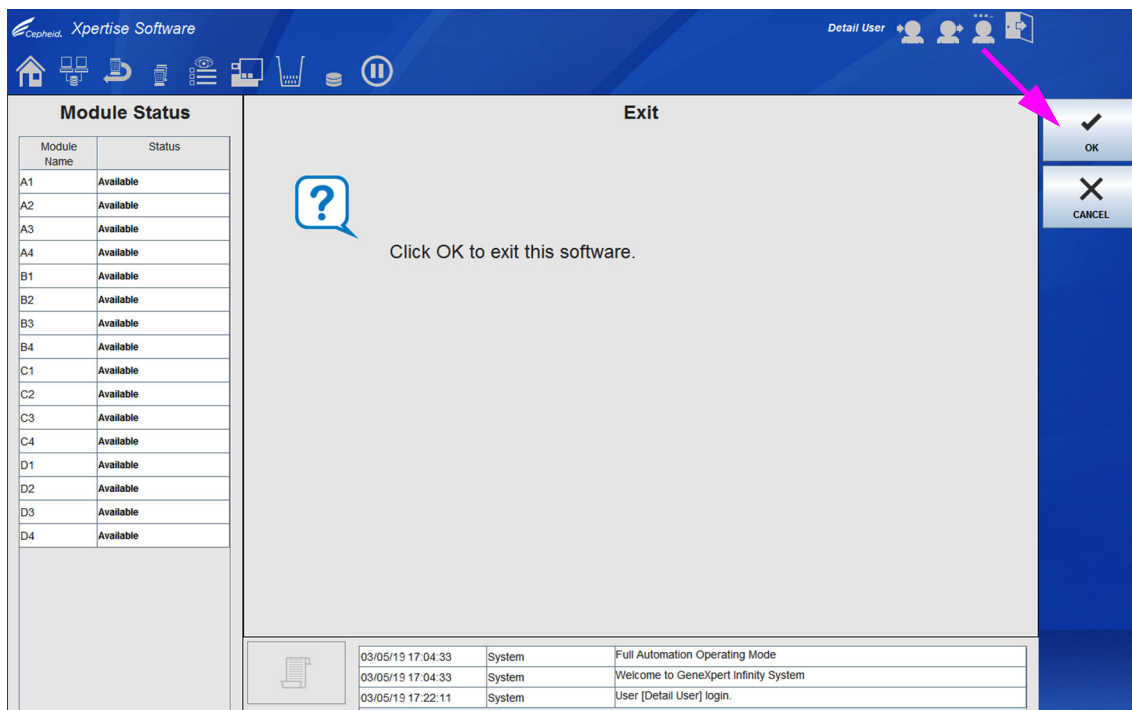 Cepheid. Xpertise Software
Detail User
Module Status
Exit
Module Name Status
A1 Available
A2 Available
A3 Available
A4 Available
B1 Available
B2 Available
B3 Available
B4 Available
C1 Available
C2 Available
C3 Available
C4 Available
D1 Available
D2 Available
D3 Available
D4 Available
?
Click OK to exit this software.
OK
CANCEL
03/05/19 17:04:33 System Full Automation Operating Mode
03/05/19 17:04:33 System Welcome to GeneXpert Infinity System
03/05/19 17:22:11 System User [Detail User] login.